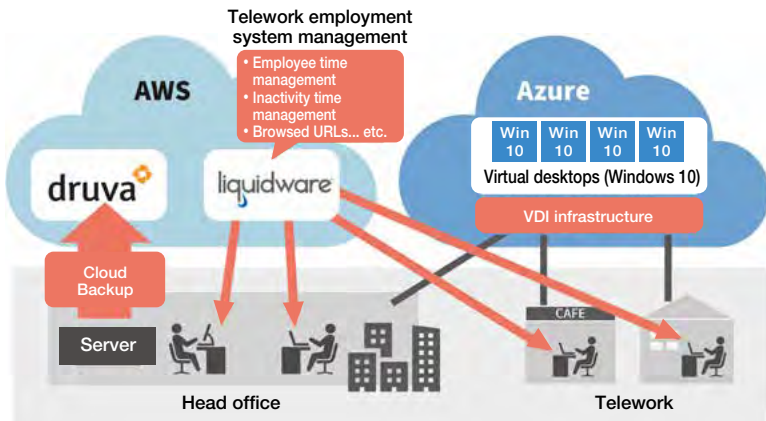 Telework employment
system management
• Employee time
management
• Inactivity time
management
• Browsed URLs... etc.
AWS
druva
liquidware
Azure
Win
10
Win
10
Win
10
Win
10
Virtual desktops (Windows 10)
VDI infrastructure
Cloud
Backup
Server
Head office
CAFE
Telework